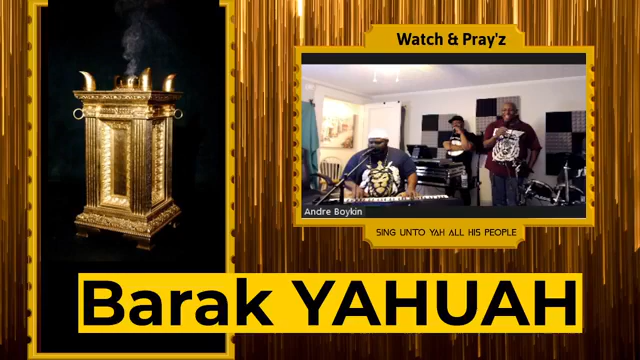 Watch & Pray'z
Andre Boykin
SING UNTO YAH ALL HIS PEOPLE
Barak YAHUAH